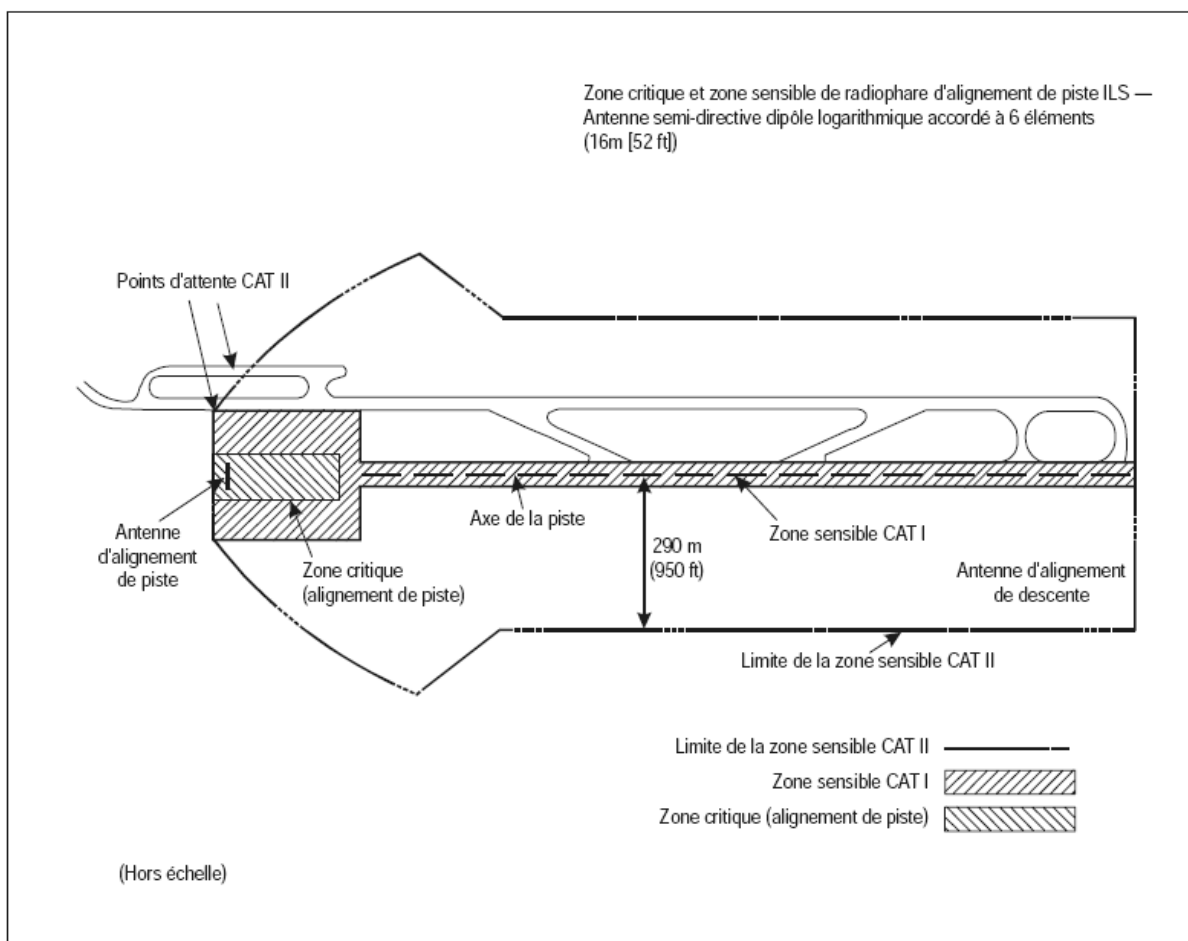 Zone critique et zone sensible de radiophare d'alignement de piste ILS —
Antenne semi-directive dipôle logarithmique accordé à 6 éléments
(16m [52 ft])
Points d'attente CAT II
Antenne
d'alignement
de piste
Zone critique
(alignement de piste)
Axe de la piste
290 m
(950 ft)
Zone sensible CAT I
Antenne d'alignement
de descente
Limite de la zone sensible CAT II
Limite de la zone sensible CAT II
Zone sensible CAT I
Zone critique (alignement de piste)
(Hors échelle)